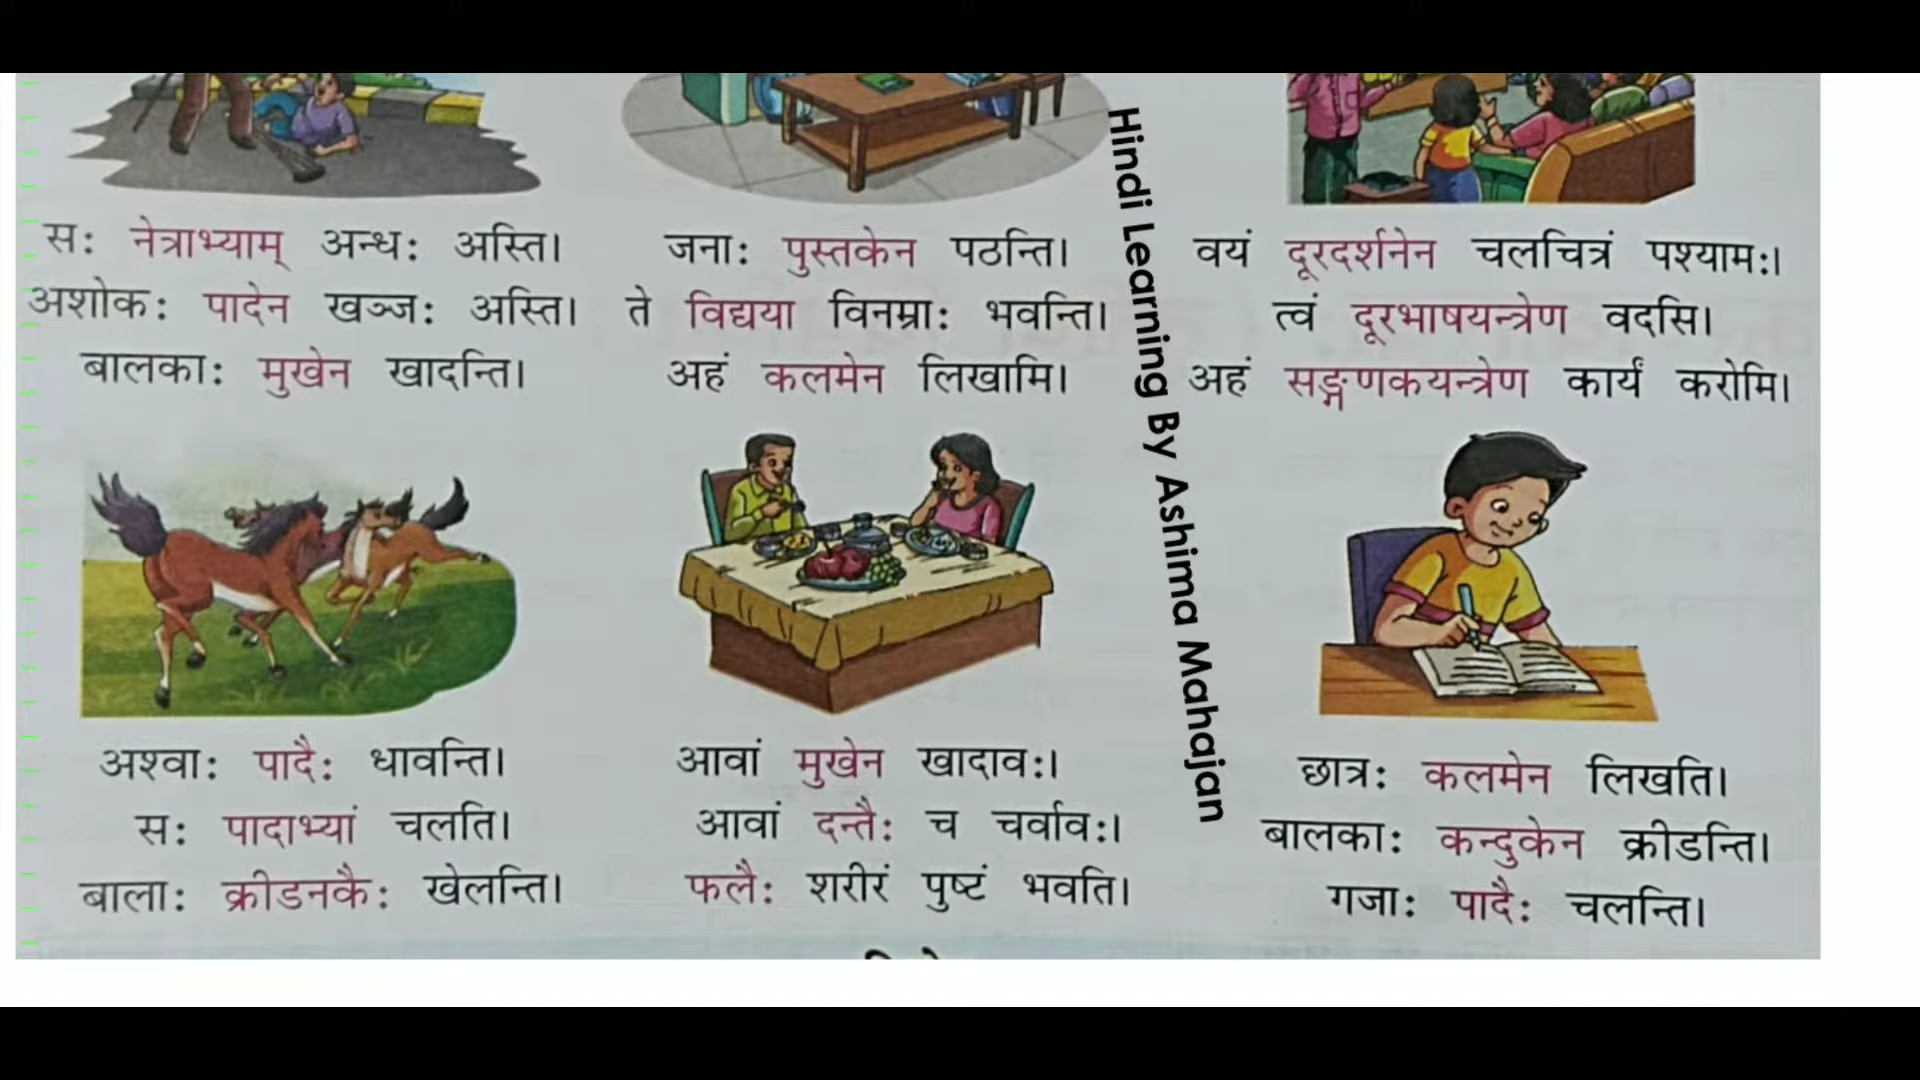 सः नेत्राभ्याम् अन्धः अस्ति।
अशोकः पादेन खञ्जः अस्ति।
बालकाः मुखेन खादन्ति।
जनाः पुस्तकेन पठन्ति।
ते विद्यया विनम्राः भवन्ति।
अहं कलमेन लिखामि।
वयं दूरदर्शनेन चलचित्रं पश्यामः।
त्वं दूरभाषयन्त्रेण वदसि।
अहं सङ्गणकयन्त्रेण कार्यं करोमि।
अश्वाः पादैः धावन्ति।
सः पादाभ्यां चलति।
बालाः क्रीडनकैः खेलन्ति।
आवां मुखेन खादावः।
आवां दन्तैः च चर्वावः।
फलैः शरीरं पुष्टं भवति।
छात्रः कलमेन लिखति।
बालकाः कन्दुकेन क्रीडन्ति।
गजाः पादैः चलन्ति।
Hindi Learning By Ashima Mahajan